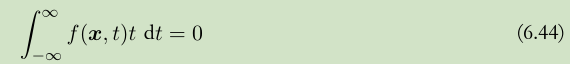 ∫_{-∞}^{∞} f(𝒙, t)t dt = 0 (6.44)